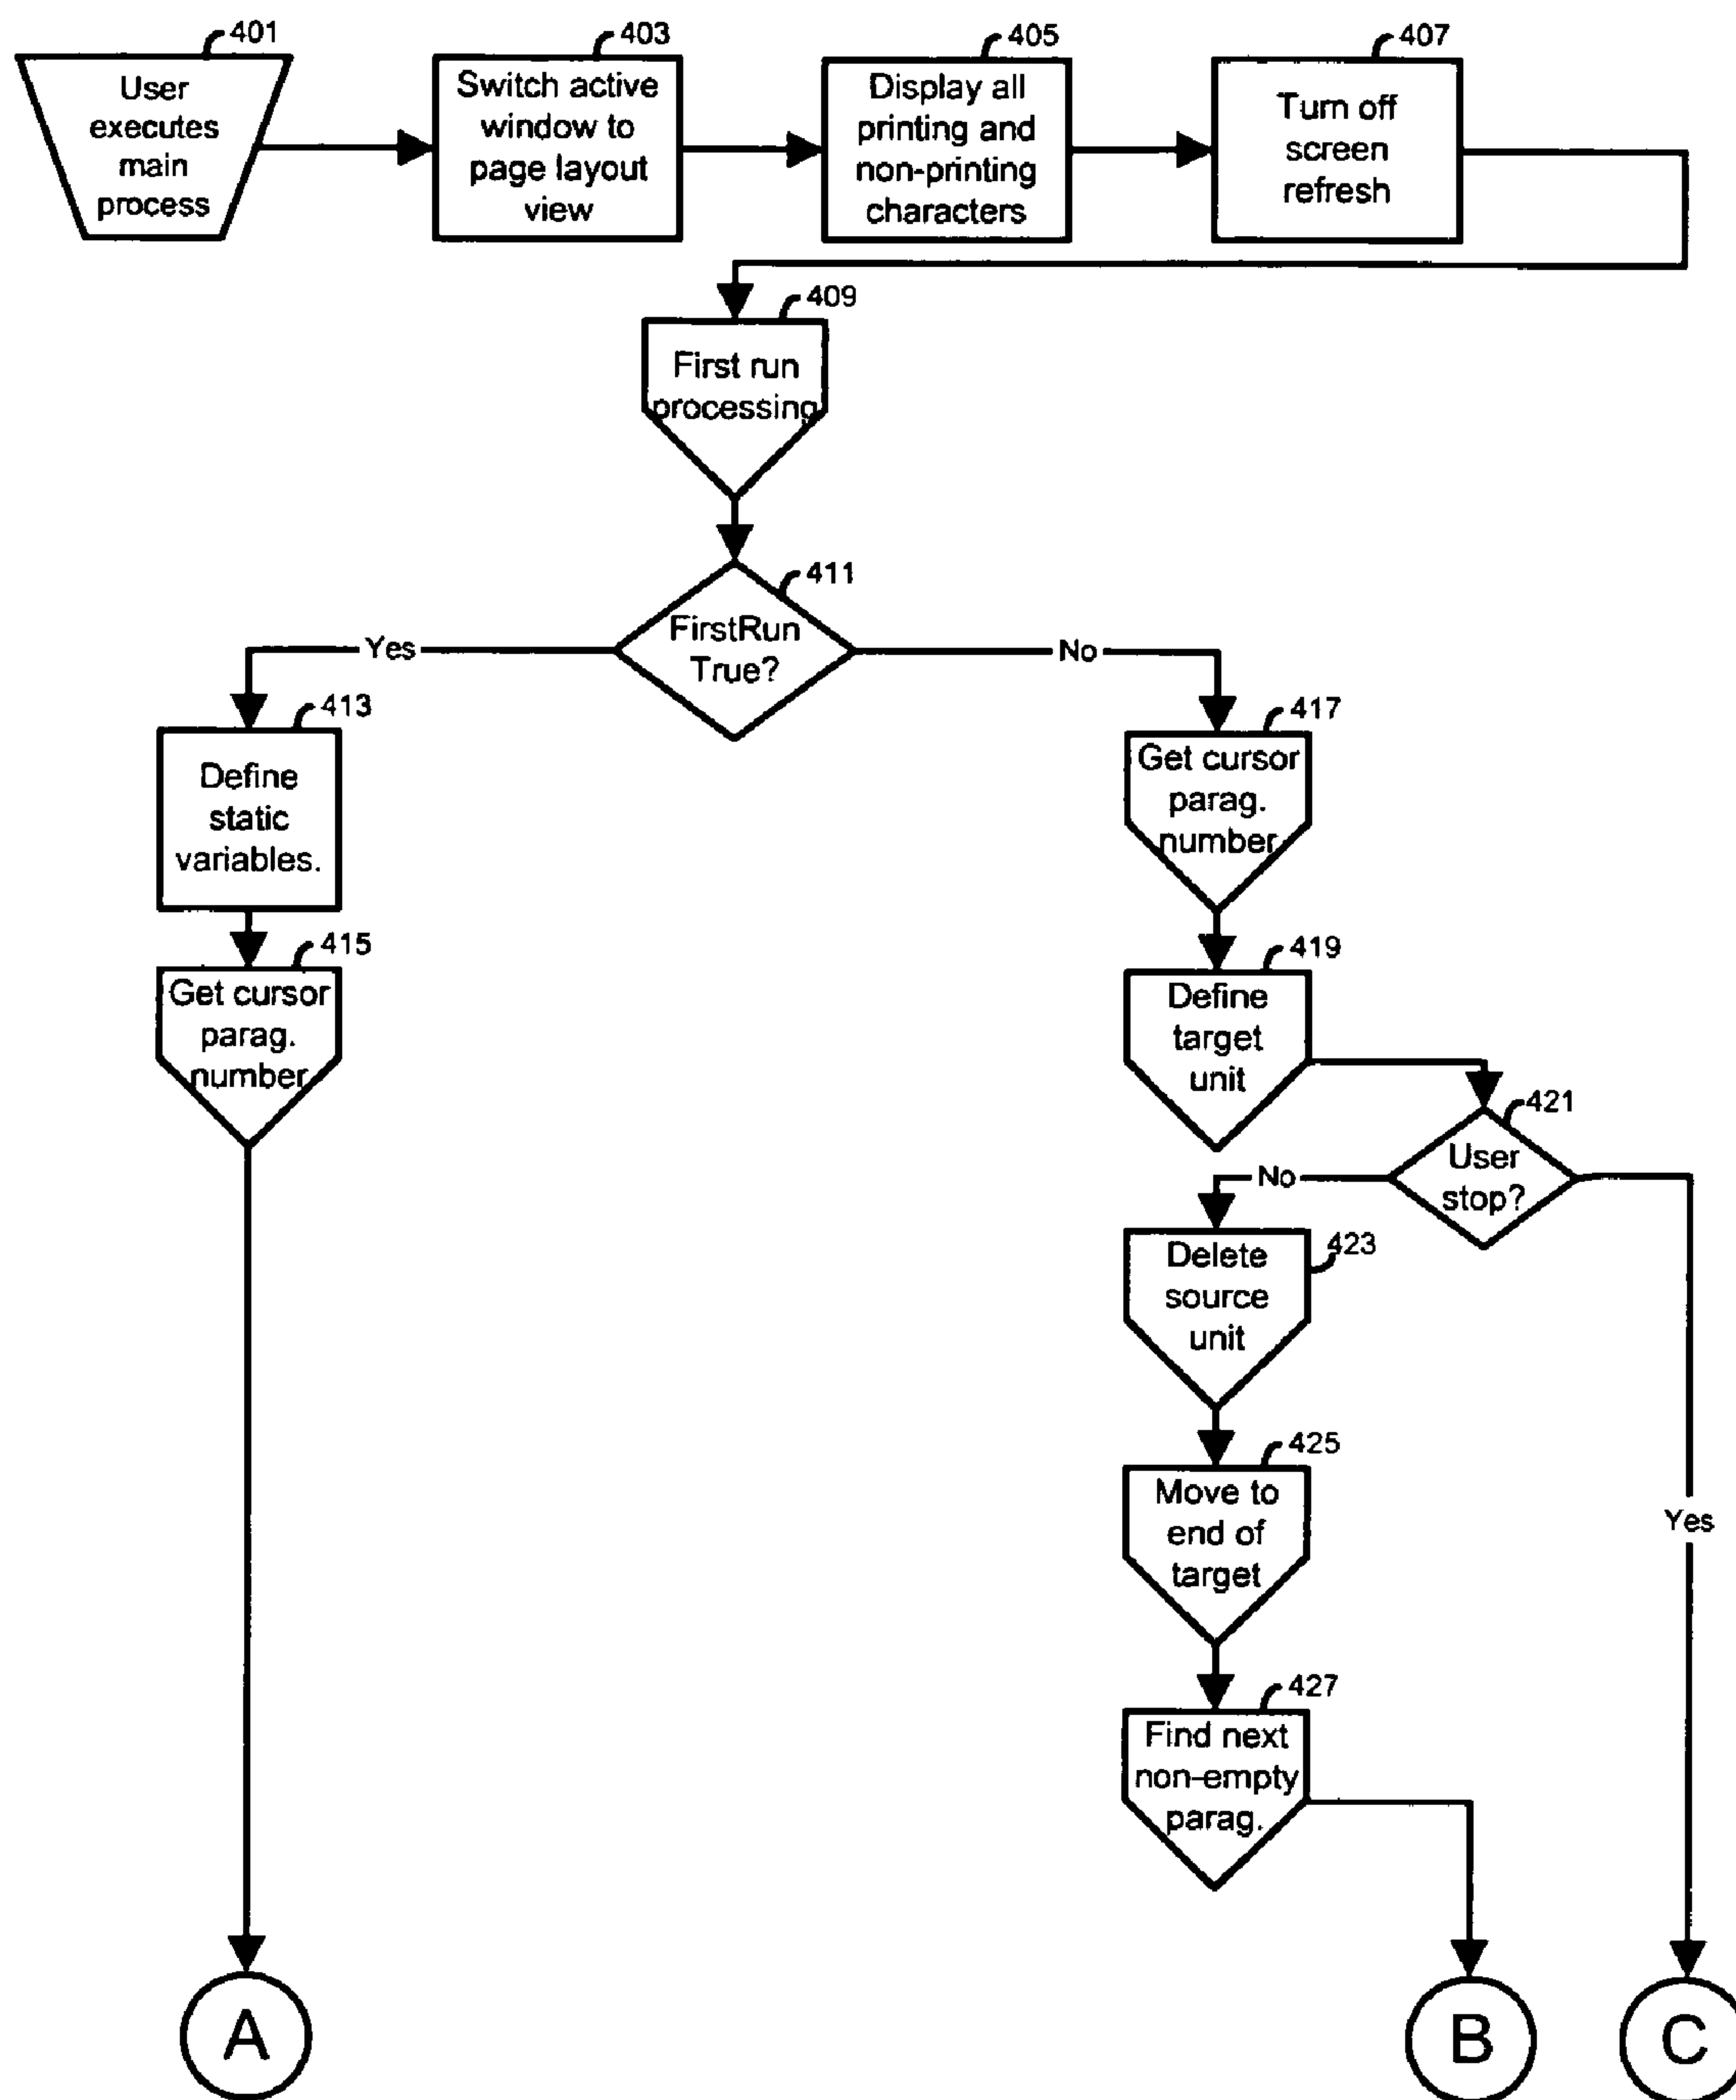 401
User
executes
main
process
403
Switch active
window to
page layout
view
405
Display all
printing and
non-printing
characters
407
Turn off
screen
refresh
409
First run
processing
411
FirstRun
True?
Yes
No
413
Define
static
variables.
415
Get cursor
parag.
number
417
Get cursor
parag.
number
419
Define
target
unit
421
User
stop?
No
Yes
423
Delete
source
unit
425
Move to
end of
target
427
Find next
non-empty
parag.
A
B
C